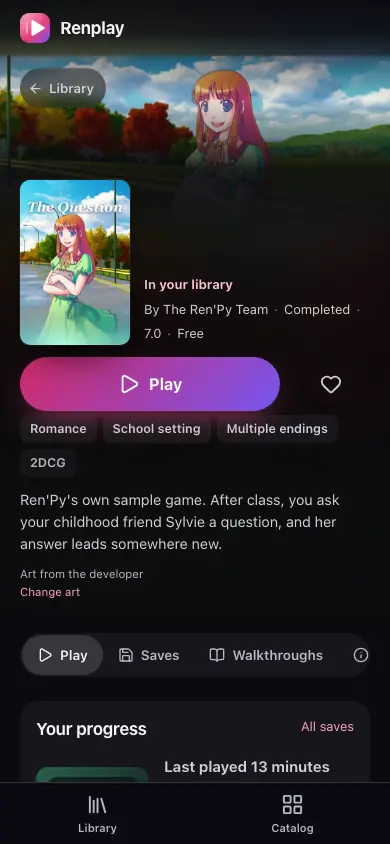 Renplay
Library
The Question
In your library
By The Ren'Py Team · Completed ·
7.0 · Free
Play
Romance
School setting
Multiple endings
2DCG
Ren'Py's own sample game. After class, you ask
your childhood friend Sylvie a question, and her
answer leads somewhere new.
Art from the developer
Change art
Play
Saves
Walkthroughs
Your progress
All saves
Last played 13 minutes
Library
Catalog